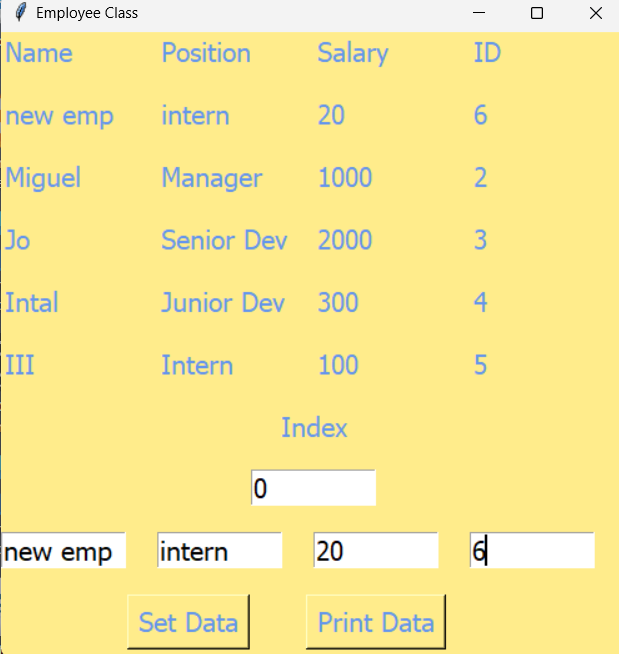 Employee Class
Name Position Salary ID
new emp intern 20 6
Miguel Manager 1000 2
Jo Senior Dev 2000 3
Intal Junior Dev 300 4
III Intern 100 5
Index
0
new emp intern 20 6
Set Data Print Data